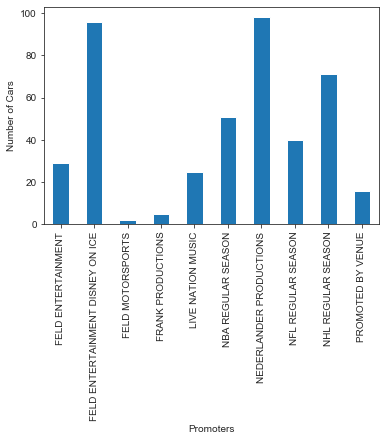 100
80
60
40
20
0
Number of Cars
FELD ENTERTAINMENT
FELD ENTERTAINMENT DISNEY ON ICE
FELD MOTORSPORTS
FRANK PRODUCTIONS
LIVE NATION MUSIC
NBA REGULAR SEASON
NEDERLANDER PRODUCTIONS
NFL REGULAR SEASON
NHL REGULAR SEASON
PROMOTED BY VENUE
Promoters